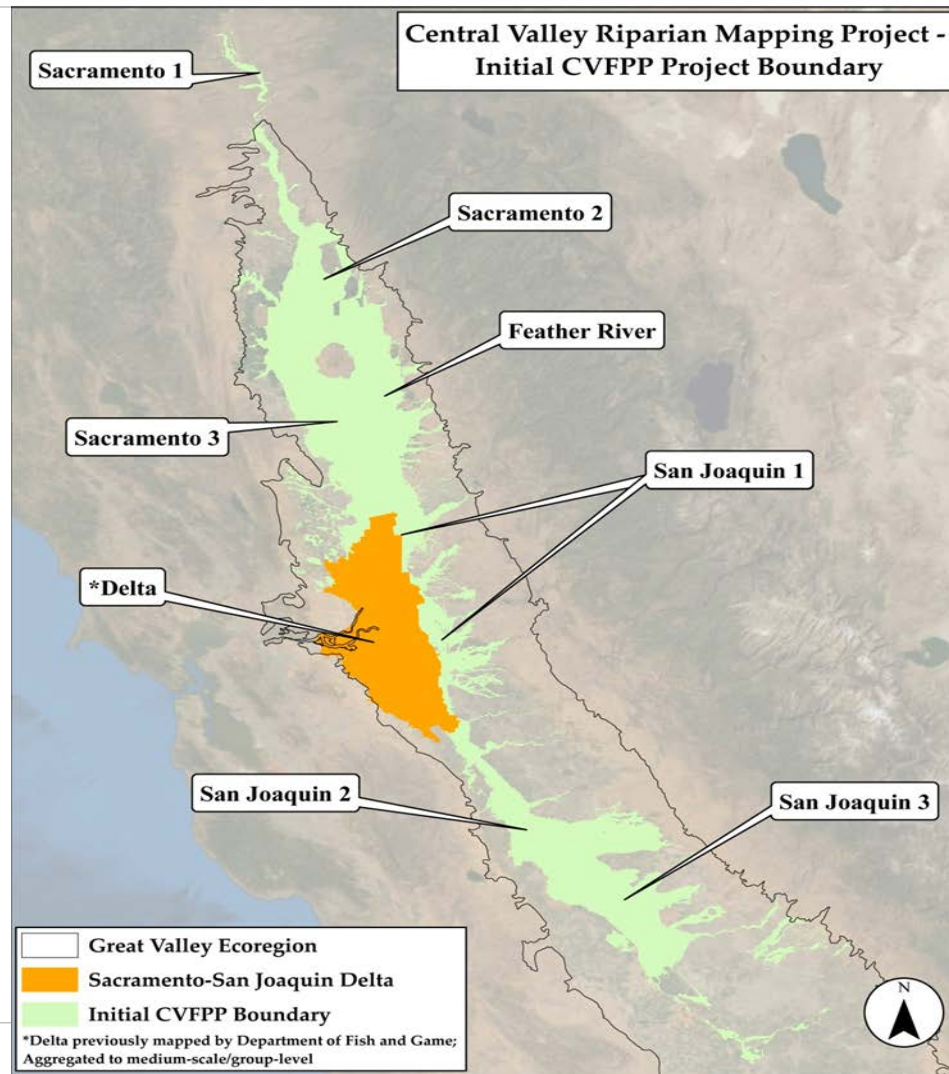 Central Valley Riparian Mapping Project -
Initial CVFPP Project Boundary
Sacramento 1
Sacramento 2
Feather River
Sacramento 3
San Joaquin 1
*Delta
San Joaquin 2
San Joaquin 3
Great Valley Ecoregion
Sacramento-San Joaquin Delta
Initial CVFPP Boundary
*Delta previously mapped by Department of Fish and Game;
Aggregated to medium-scale/group-level
N